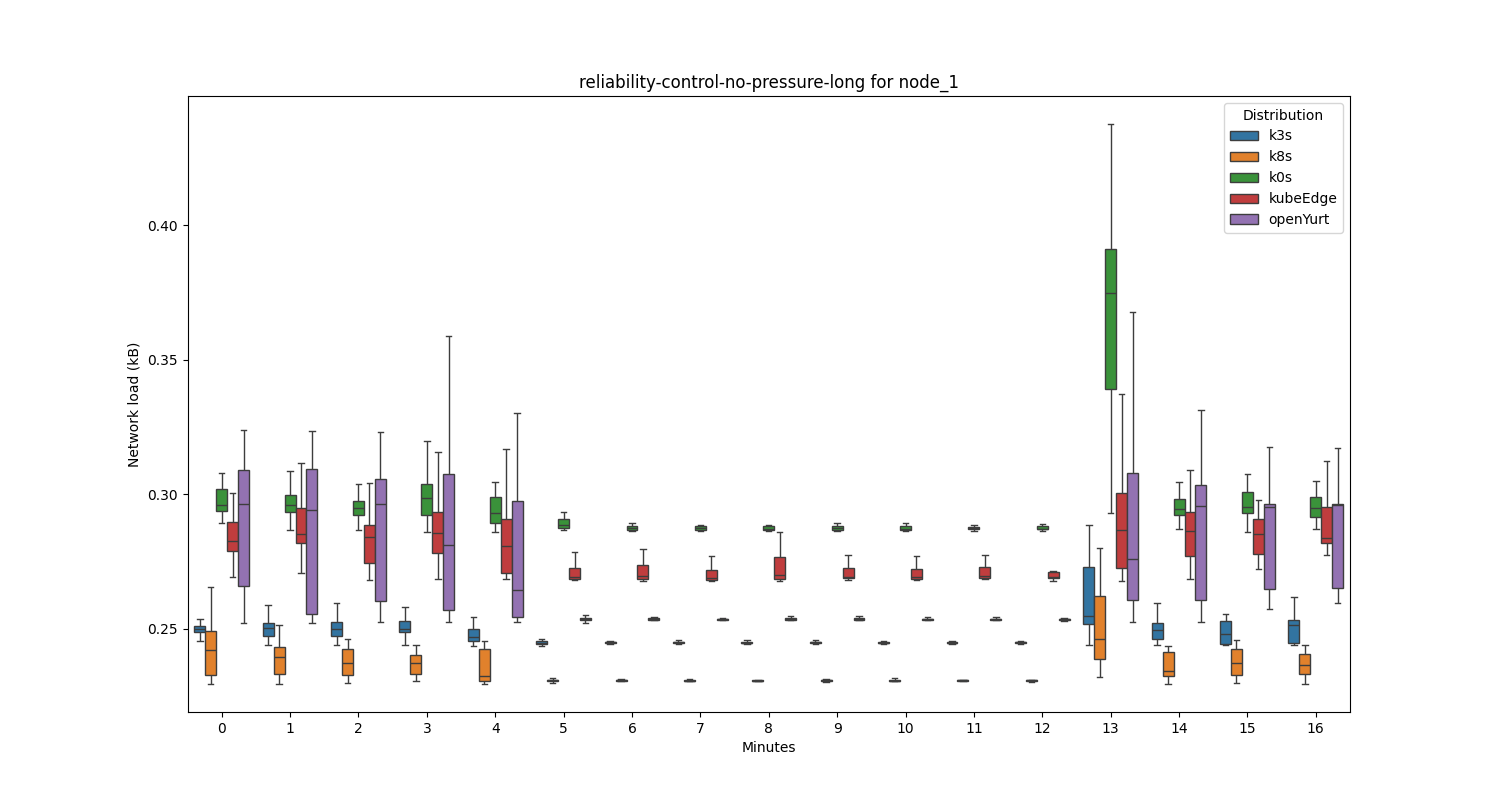 reliability-control-no-pressure-long for node_1
Distribution
k3s
k8s
k0s
kubeEdge
openYurt
Network load (kB)
0.40
0.35
0.30
0.25
0 1 2 3 4 5 6 7 8 9 10 11 12 13 14 15 16
Minutes